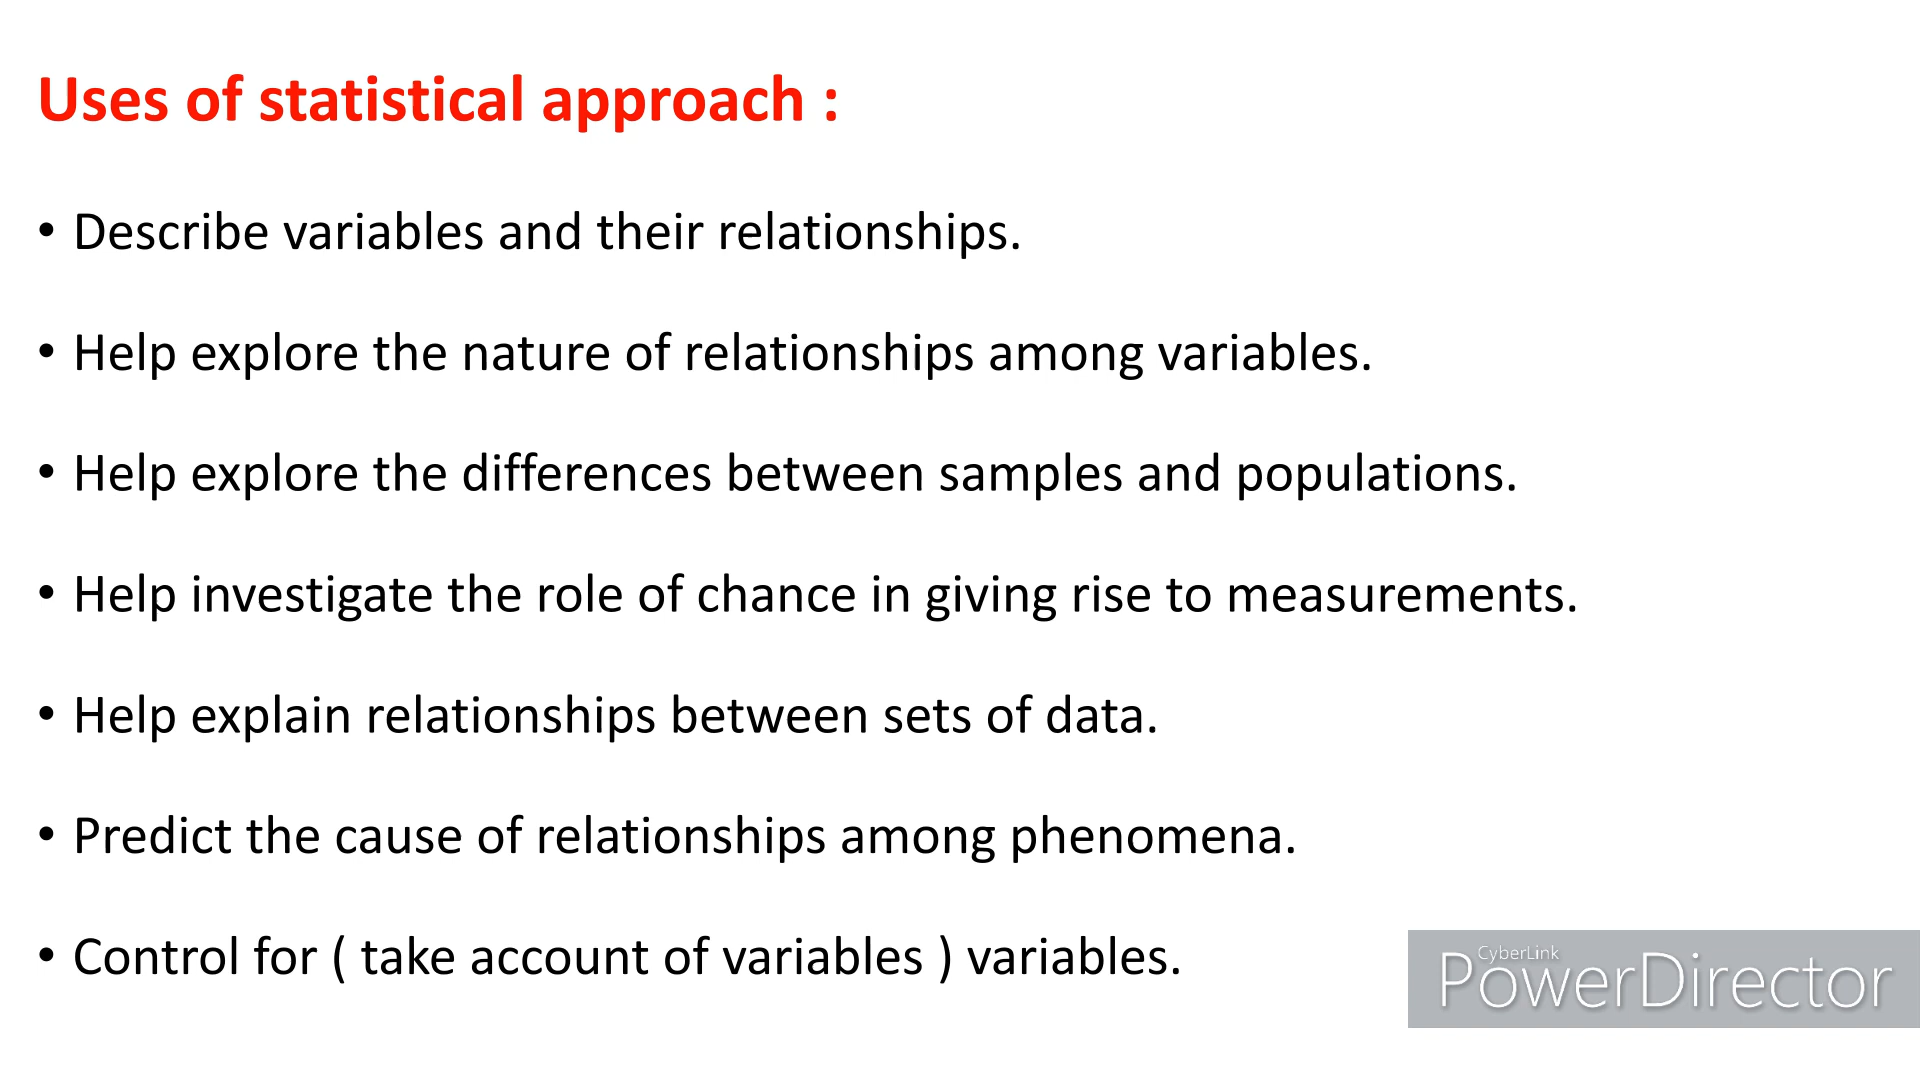 Uses of statistical approach :
• Describe variables and their relationships.
• Help explore the nature of relationships among variables.
• Help explore the differences between samples and populations.
• Help investigate the role of chance in giving rise to measurements.
• Help explain relationships between sets of data.
• Predict the cause of relationships among phenomena.
• Control for ( take account of variables ) variables.
CyberLink
PowerDirector